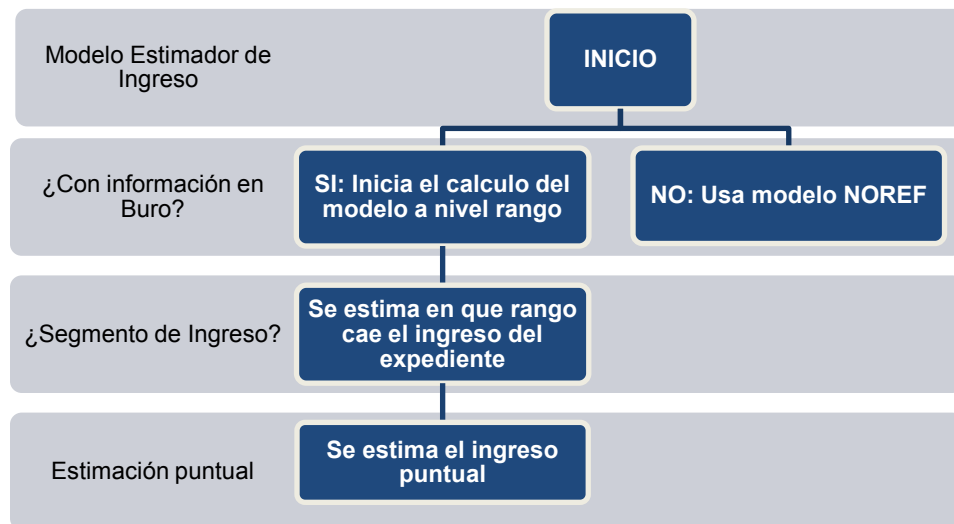 Modelo Estimador de
Ingreso
INICIO
¿Con información en
Buro?
SI: Inicia el calculo del
modelo a nivel rango
NO: Usa modelo NOREF
¿Segmento de Ingreso?
Se estima en que rango
cae el ingreso del
expediente
Estimación puntual
Se estima el ingreso
puntual